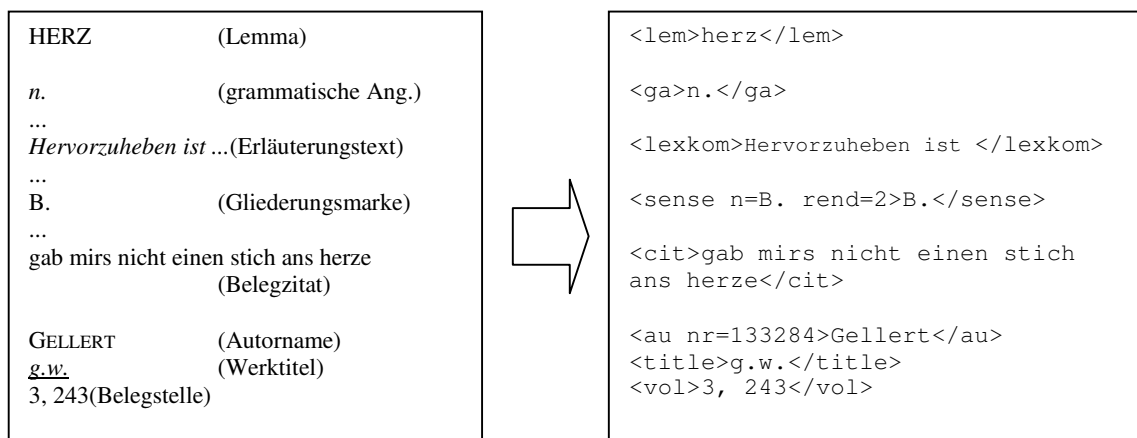 HERZ (Lemma)
n. (grammatische Ang.)
...
Hervorzuheben ist ...(Erläuterungstext)
...
B. (Gliederungsmarke)
...
gab mirs nicht einen stich ans herze
(Belegzitat)
GELLERT (Autorname)
g.w. (Werktitel)
3, 243(Belegstelle)
<lem>herz</lem>
<ga>n.</ga>
<lexkom>Hervorzuheben ist </lexkom>
<sense n=B. rend=2>B.</sense>
<cit>gab mirs nicht einen stich
ans herze</cit>
<au nr=133284>Gellert</au>
<title>g.w.</title>
<vol>3, 243</vol>